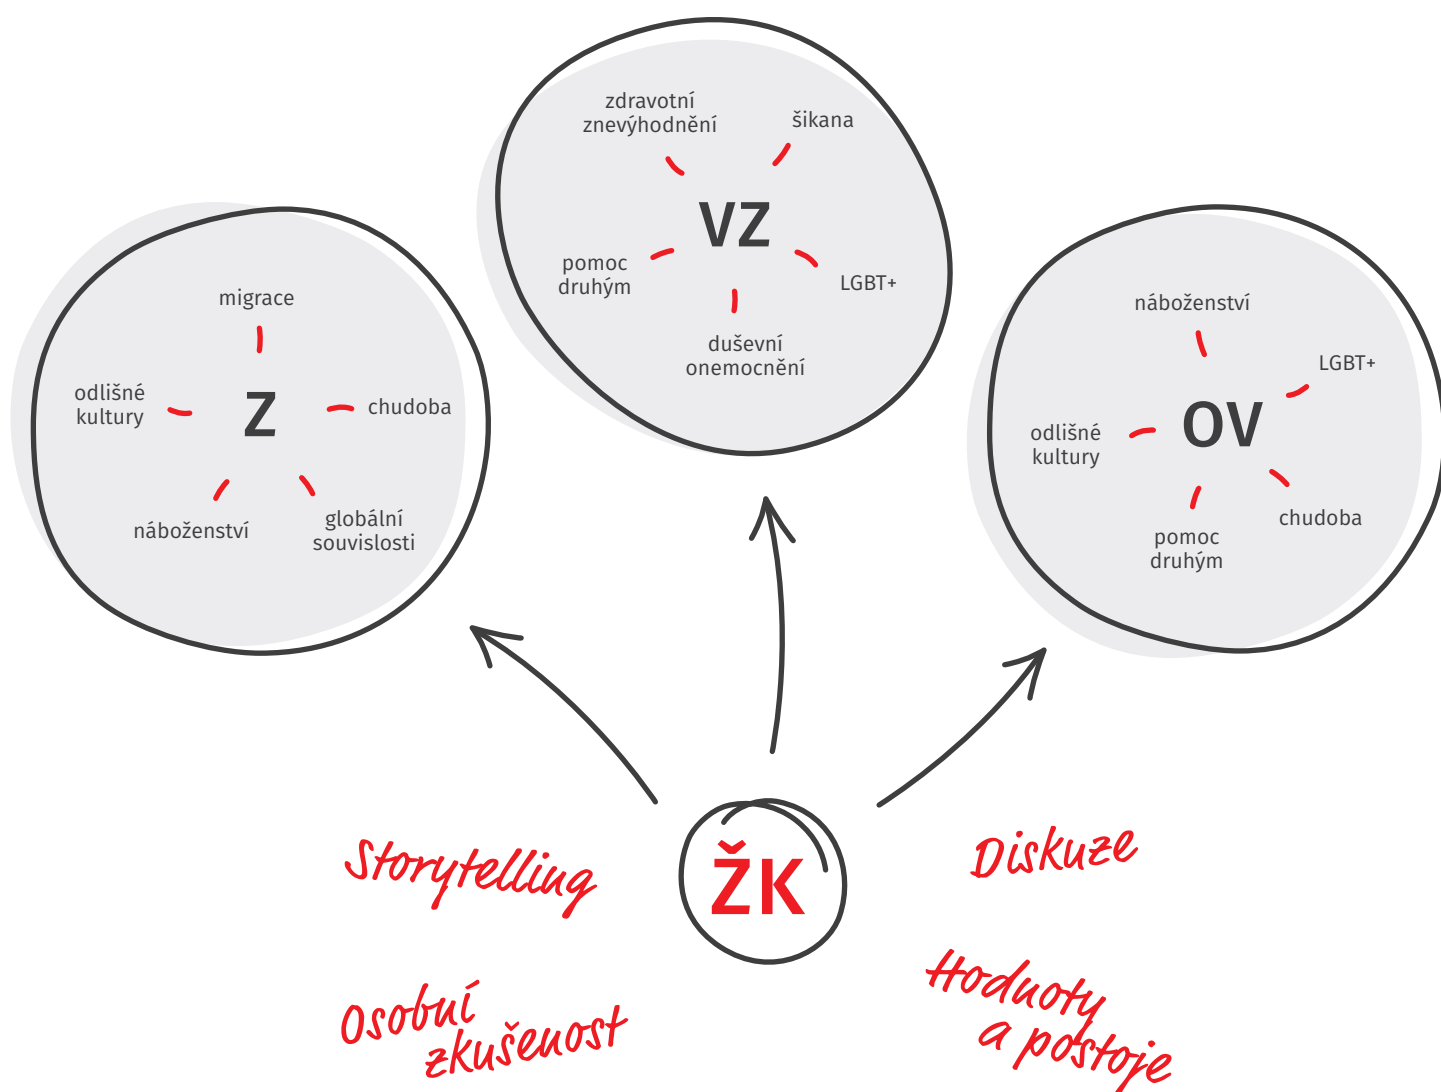 zdravotní
znevýhodnění
šikana
VZ
pomoc
druhým
LGBT+
duševní
onemocnění
migrace
odlišné
kultury
Z
chudoba
náboženství
globální
souvislosti
náboženství
LGBT+
odlišné
kultury
OV
chudoba
pomoc
druhým
Storytelling
ŽK
Diskuze
Osobní
zkušenost
Hodnoty
a postoje